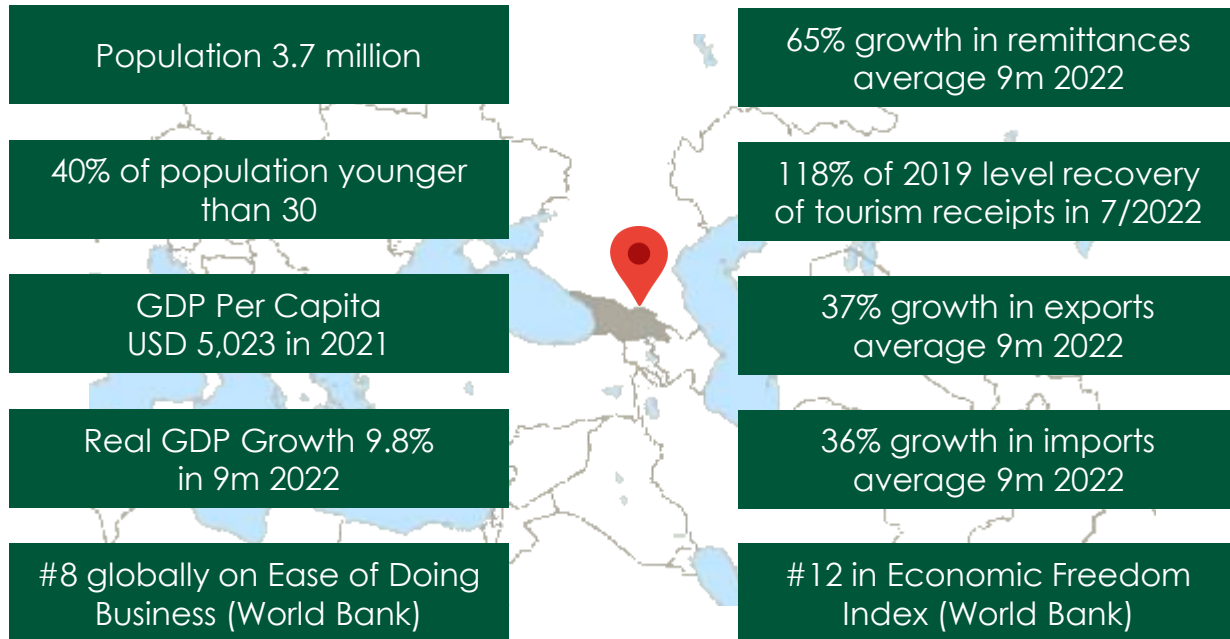 Population 3.7 million
40% of population younger
than 30
GDP Per Capita
USD 5,023 in 2021
Real GDP Growth 9.8%
in 9m 2022
#8 globally on Ease of Doing
Business (World Bank)
65% growth in remittances
average 9m 2022
118% of 2019 level recovery
of tourism receipts in 7/2022
37% growth in exports
average 9m 2022
36% growth in imports
average 9m 2022
#12 in Economic Freedom
Index (World Bank)